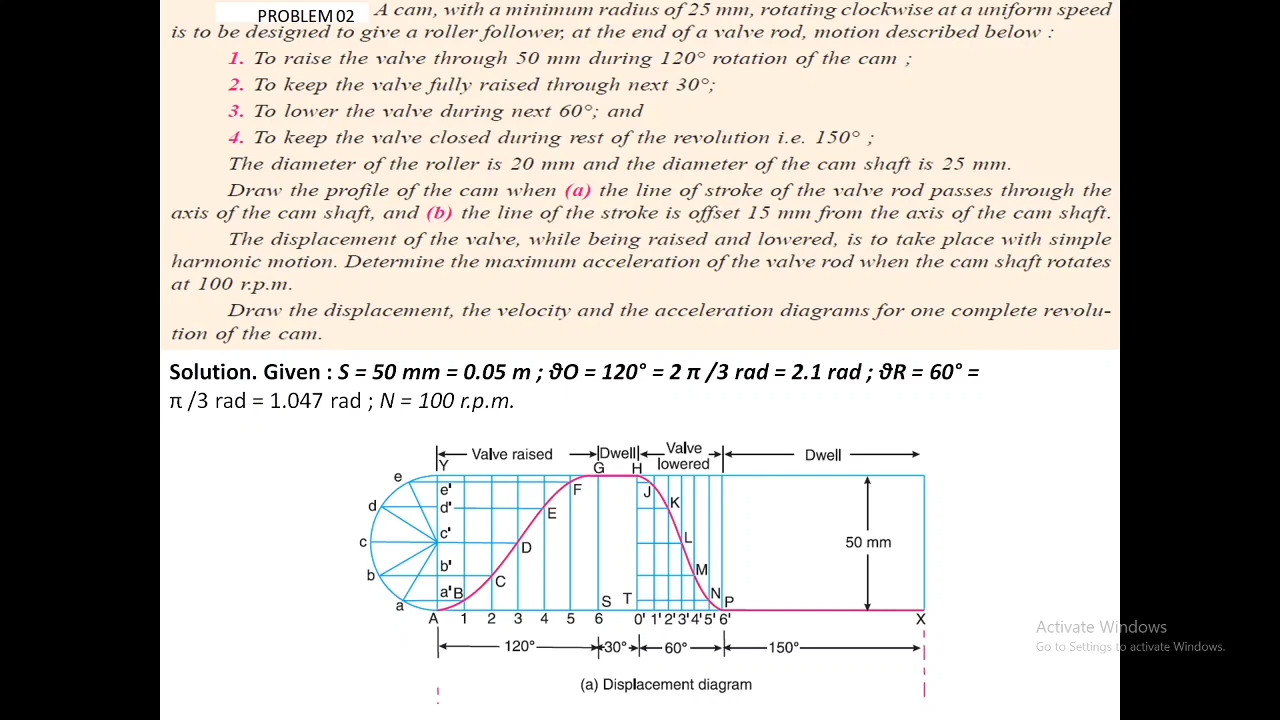 PROBLEM 02 A cam, with a minimum radius of 25 mm, rotating clockwise at a uniform speed
is to be designed to give a roller follower, at the end of a valve rod, motion described below :
1. To raise the valve through 50 mm during 120° rotation of the cam ;
2. To keep the valve fully raised through next 30°;
3. To lower the valve during next 60°; and
4. To keep the valve closed during rest of the revolution i.e. 150° ;
The diameter of the roller is 20 mm and the diameter of the cam shaft is 25 mm.
Draw the profile of the cam when (a) the line of stroke of the valve rod passes through the
axis of the cam shaft, and (b) the line of the stroke is offset 15 mm from the axis of the cam shaft.
The displacement of the valve, while being raised and lowered, is to take place with simple
harmonic motion. Determine the maximum acceleration of the valve rod when the cam shaft rotates
at 100 r.p.m.
Draw the displacement, the velocity and the acceleration diagrams for one complete revolu-
tion of the cam.
Solution. Given : S = 50 mm = 0.05 m ; ϑO = 120° = 2 π /3 rad = 2.1 rad ; ϑR = 60° =
π /3 rad = 1.047 rad ; N = 100 r.p.m.
Valve raised Dwell Valve lowered Dwell
Y G H
e e' F J
d d' E K
c c' D L 50 mm
b b' C M
a a' B S T N P
A 1 2 3 4 5 6 0' 1' 2' 3' 4' 5' 6' X
120° 30° 60° 150°
(a) Displacement diagram
Activate Windows
Go to Settings to activate Windows.